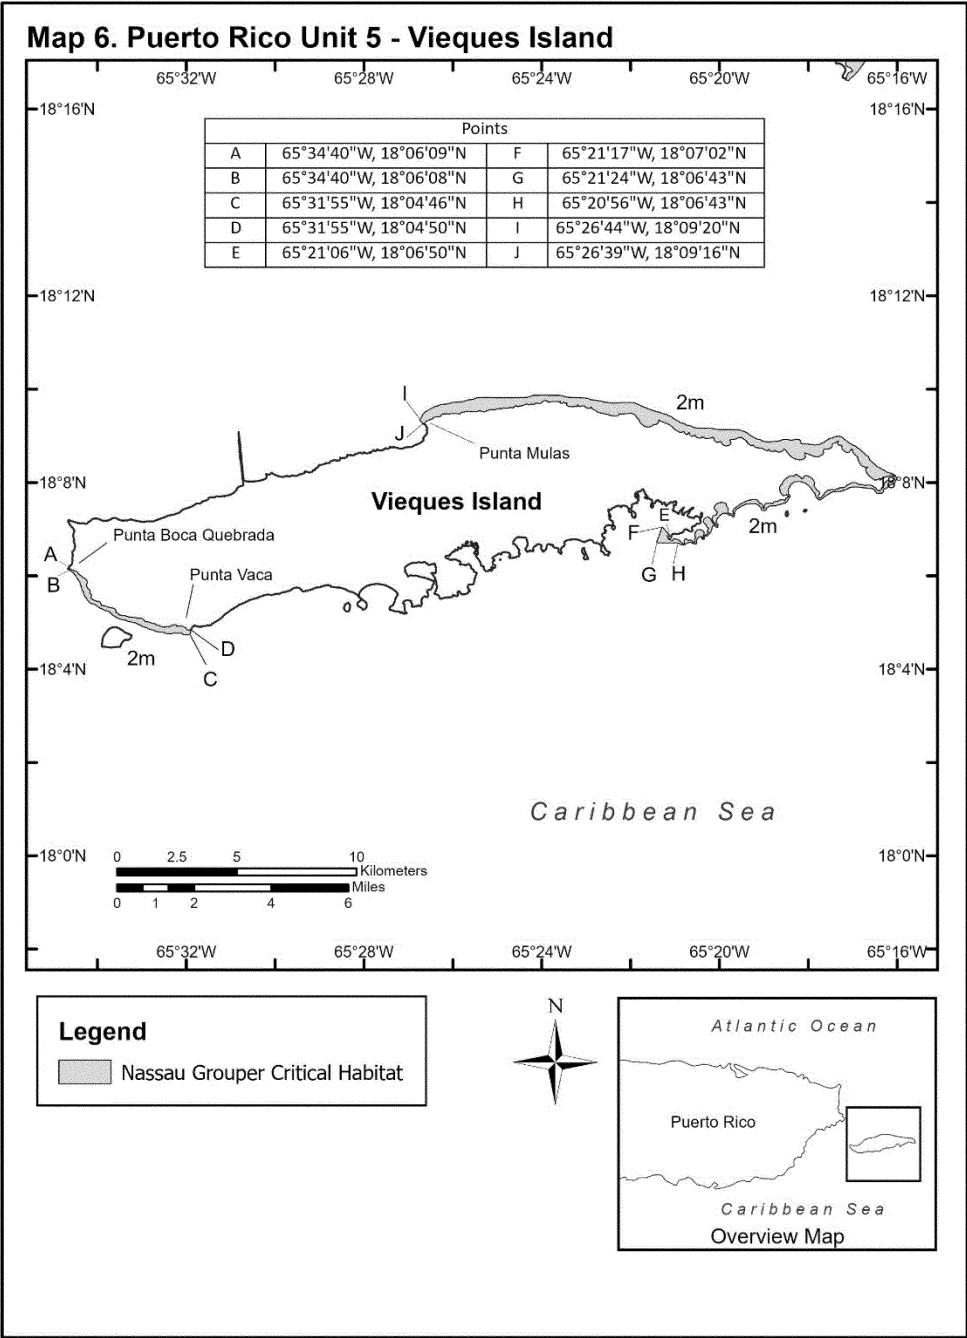 Map 6. Puerto Rico Unit 5 - Vieques Island
65°32'W 65°28'W 65°24'W 65°20'W 65°16'W
18°16'N 18°16'N
Points
A 65°34'40"W, 18°06'09"N F 65°21'17"W, 18°07'02"N
B 65°34'40"W, 18°06'08"N G 65°21'24"W, 18°06'43"N
C 65°31'55"W, 18°04'46"N H 65°20'56"W, 18°06'43"N
D 65°31'55"W, 18°04'50"N I 65°26'44"W, 18°09'20"N
E 65°21'06"W, 18°06'50"N J 65°26'39"W, 18°09'16"N
18°12'N 18°12'N
I
2m
J
Punta Mulas
18°8'N 18°8'N
Vieques Island
E
2m
F
Punta Boca Quebrada
A
Punta Vaca
G H
B
D
2m
C
18°4'N 18°4'N
Caribbean Sea
18°0'N 18°0'N
0 2.5 5 10
Kilometers
Miles
0 1 2 4 6
65°32'W 65°28'W 65°24'W 65°20'W 65°16'W
Legend
Nassau Grouper Critical Habitat
N
Atlantic Ocean
Puerto Rico
Caribbean Sea
Overview Map